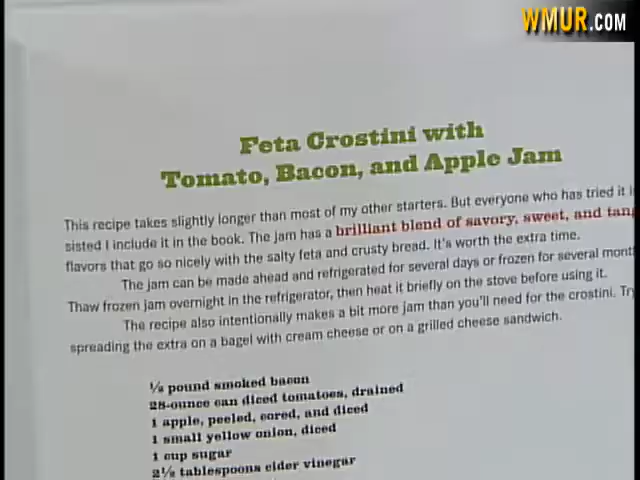 WMUR.COM
Feta Crostini with
Tomato, Bacon, and Apple Jam
This recipe takes slightly longer than most of my other starters. But everyone who has tried it
sisted I include it in the book. The jam has a brilliant blend of savory, sweet, and tang
flavors that go so nicely with the salty feta and crusty bread. It's worth the extra time.
The jam can be made ahead and refrigerated for several days or frozen for several mont
Thaw frozen jam overnight in the refrigerator, then heat it briefly on the stove before using it.
The recipe also intentionally makes a bit more jam than you'll need for the crostini. Try
spreading the extra on a bagel with cream cheese or on a grilled cheese sandwich.
½ pound smoked bacon
28-ounce can diced tomatoes, drained
1 apple, peeled, cored, and diced
1 small yellow onion, diced
1 cup sugar
2½ tablespoons cider vinegar